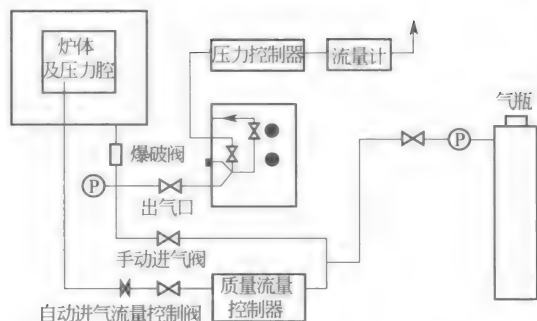 炉体
及压力腔
压力控制器
流量计
气瓶
爆破阀
P
P
出气口
手动进气阀
质量流量
控制器
自动进气流量控制阀